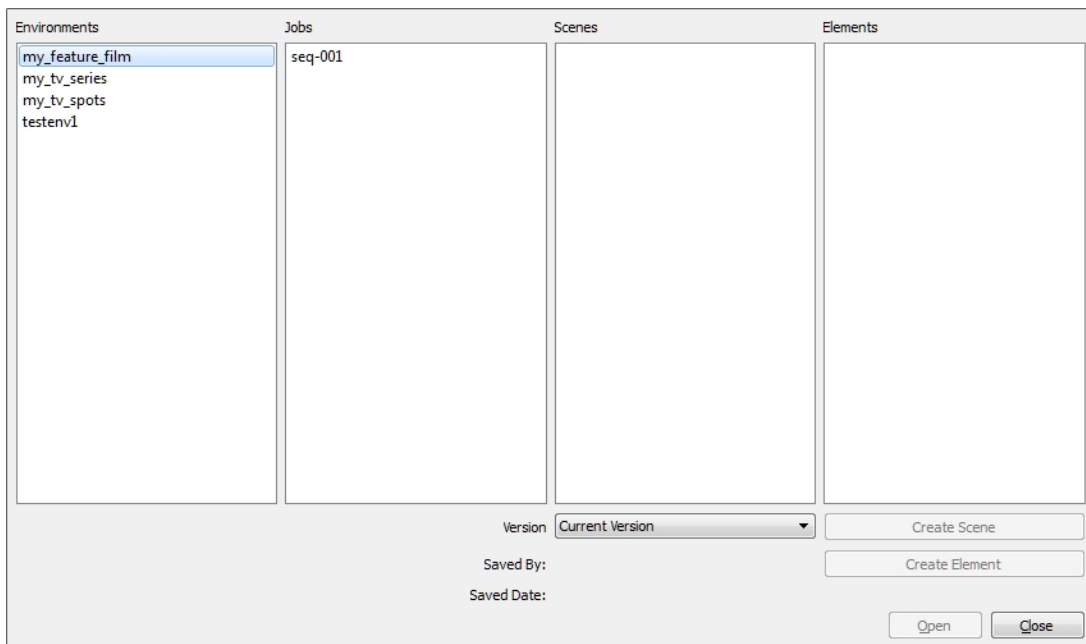 Environments Jobs Scenes Elements
my_feature_film seq-001
my_tv_series
my_tv_spots
testenv1
Version Current Version Create Scene
Saved By: Create Element
Saved Date:
Open Close